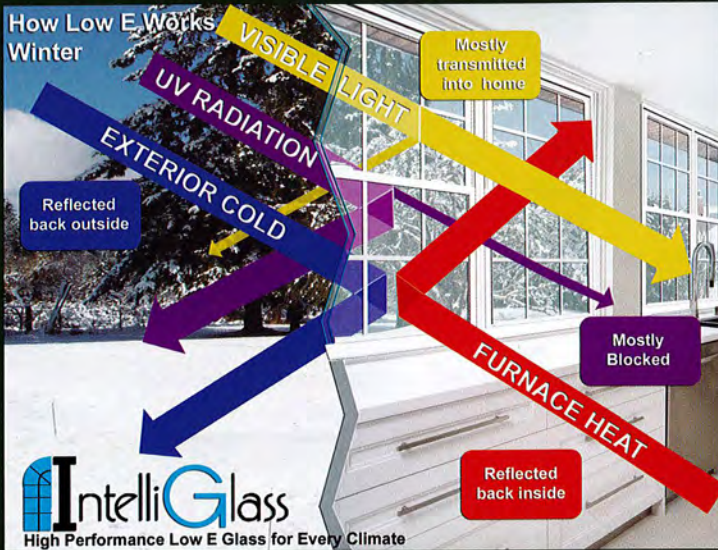 How Low E Works
Winter
VISIBLE LIGHT
Mostly
transmitted
into home
UV RADIATION
EXTERIOR COLD
Reflected
back outside
Mostly
Blocked
FURNACE HEAT
Reflected
back inside
IntelliGlass
High Performance Low E Glass for Every Climate